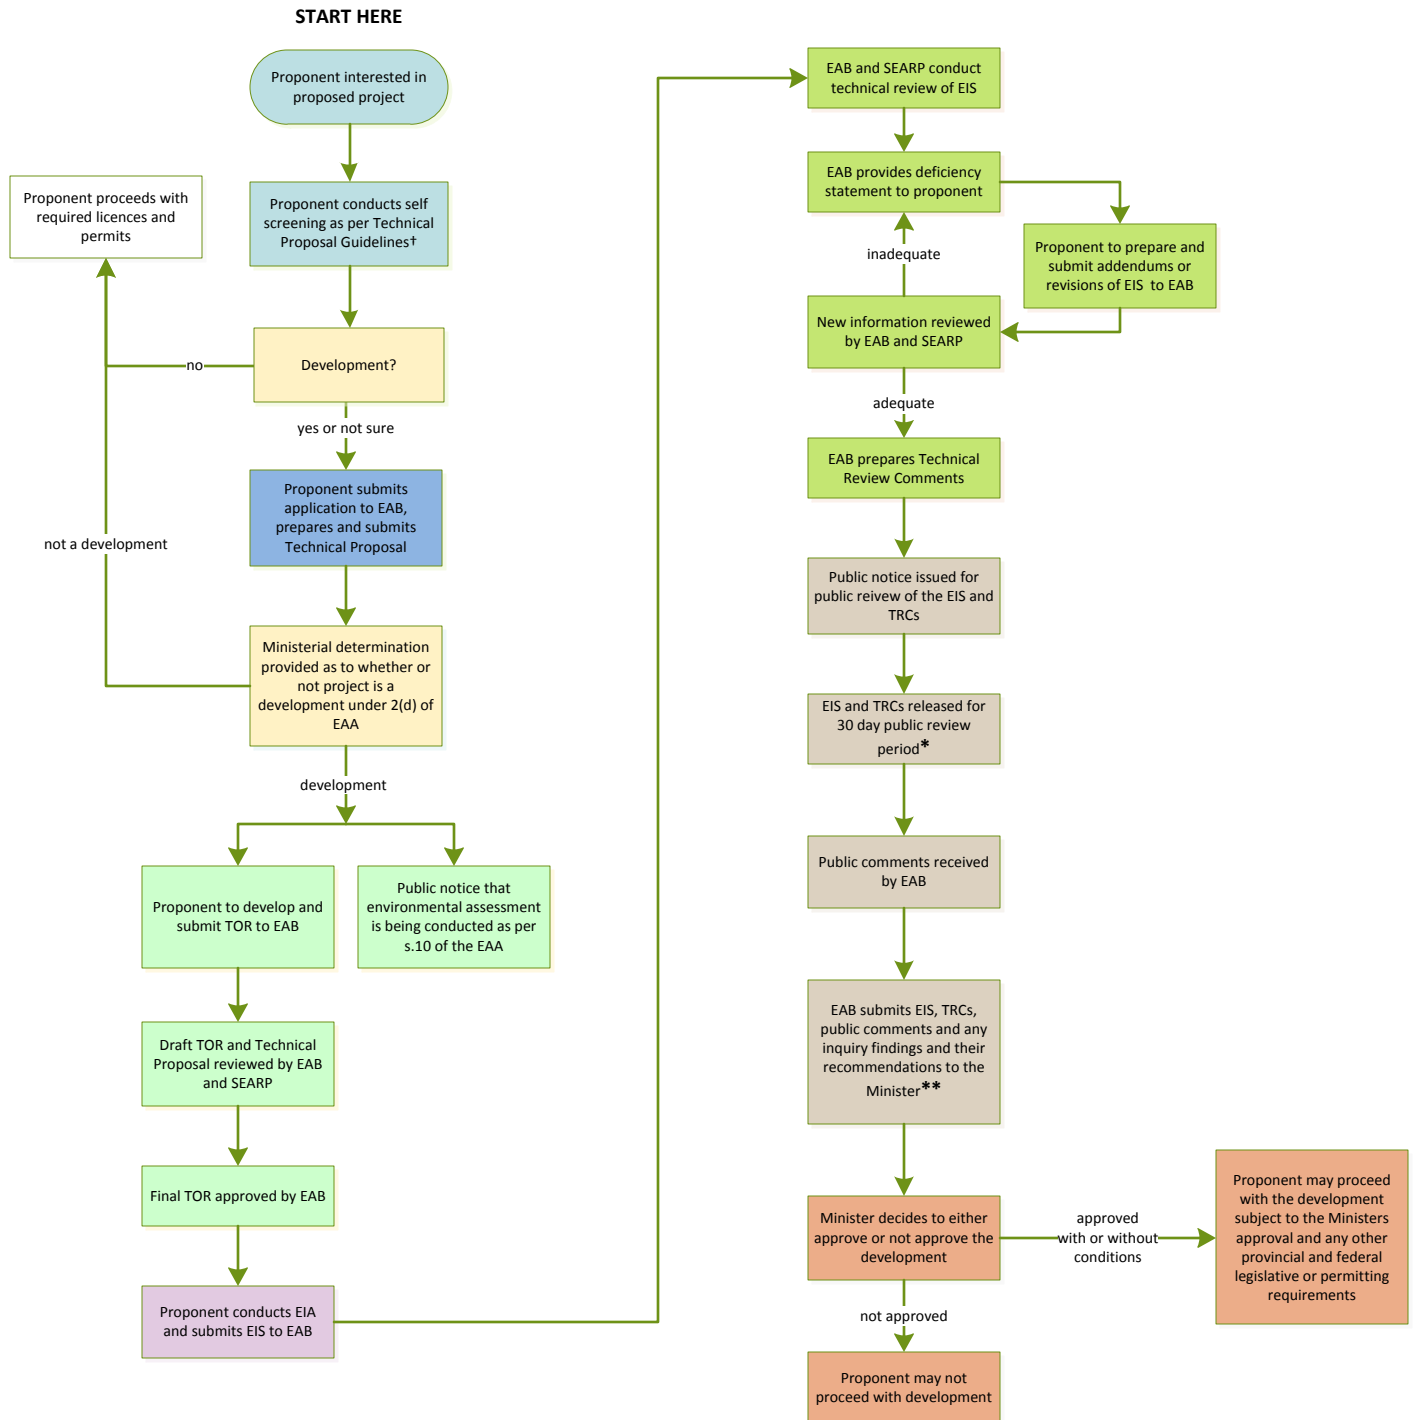 START HERE
Proponent interested in
proposed project
Proponent conducts self
screening as per Technical
Proposal Guidelines†
Proponent proceeds with
required licences and
permits
Development?
no
yes or not sure
Proponent submits
application to EAB,
prepares and submits
Technical Proposal
not a development
Ministerial determination
provided as to whether or
not project is a
development under 2(d) of
EAA
development
Proponent to develop and
submit TOR to EAB
Public notice that
environmental assessment
is being conducted as per
s.10 of the EAA
Draft TOR and Technical
Proposal reviewed by EAB
and SEARP
Final TOR approved by EAB
Proponent conducts EIA
and submits EIS to EAB
EAB and SEARP conduct
technical review of EIS
EAB provides deficiency
statement to proponent
inadequate
Proponent to prepare and
submit addendums or
revisions of EIS to EAB
New information reviewed
by EAB and SEARP
adequate
EAB prepares Technical
Review Comments
Public notice issued for
public reivew of the EIS and
TRCs
EIS and TRCs released for
30 day public review
period*
Public comments received
by EAB
EAB submits EIS, TRCs,
public comments and any
inquiry findings and their
recommendations to the
Minister**
Minister decides to either
approve or not approve the
development
approved
with or without
conditions
Proponent may proceed
with the development
subject to the Ministers
approval and any other
provincial and federal
legislative or permitting
requirements
not approved
Proponent may not
proceed with development